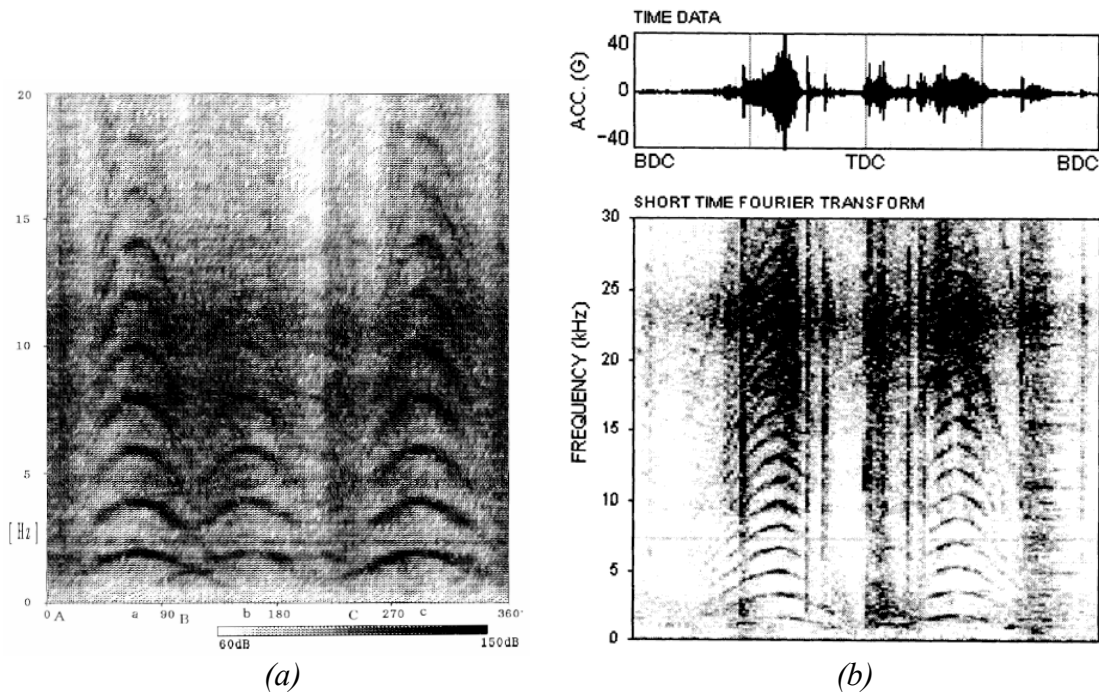 20
15
10
5
[ Hz ]
0
0 A a 90 B b 180 C 270 c 360°
60dB 150dB
(a)
TIME DATA
ACC. (G)
40
0
-40
BDC TDC BDC
SHORT TIME FOURIER TRANSFORM
FREQUENCY (kHz)
30
25
20
15
10
5
0
(b)